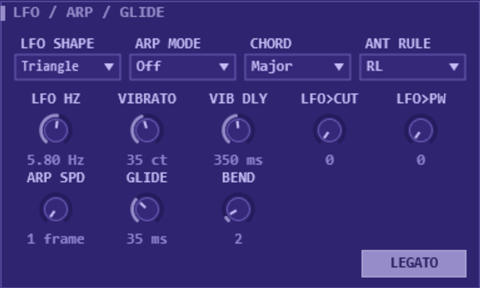 LFO / ARP / GLIDE
LFO SHAPE ARP MODE CHORD ANT RULE
Triangle Off Major RL
LFO HZ VIBRATO VIB DLY LFO>CUT LFO>PW
5.80 Hz 35 ct 350 ms 0 0
ARP SPD GLIDE BEND
1 frame 35 ms 2
LEGATO